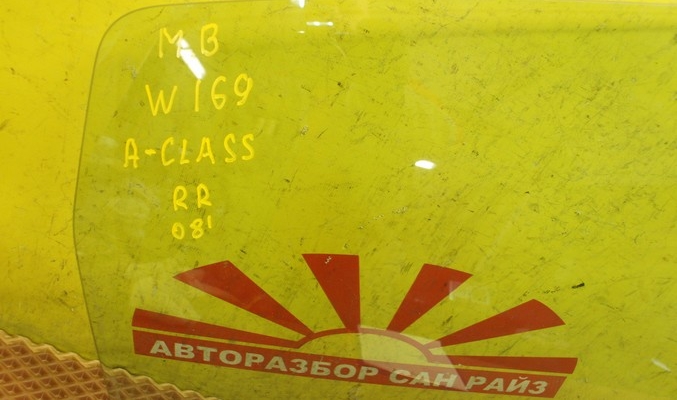 MB
W169
A-CLASS
RR
08'
АВТОРАЗБОР САН РАЙЗ